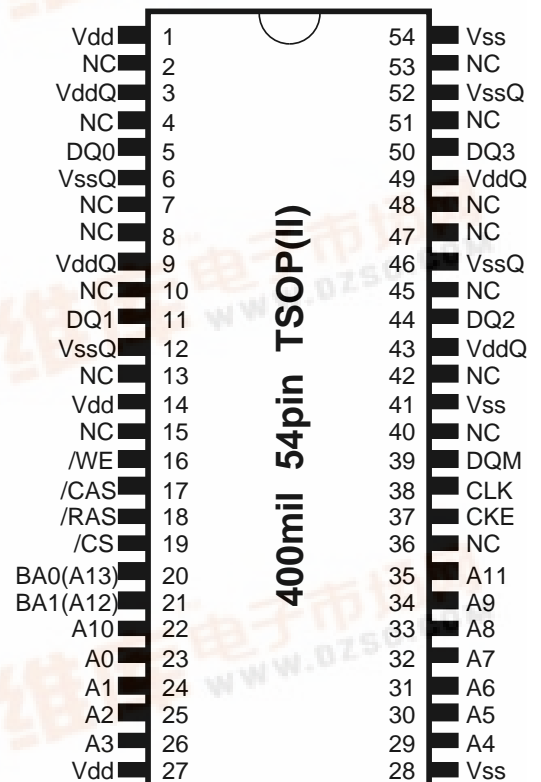 Vdd 1 54 Vss
NC 2 53 NC
VddQ 3 52 VssQ
NC 4 51 NC
DQ0 5 50 DQ3
VssQ 6 49 VddQ
NC 7 48 NC
NC 8 47 NC
VddQ 9 46 VssQ
NC 10 45 NC
DQ1 11 44 DQ2
VssQ 12 43 VddQ
NC 13 42 NC
Vdd 14 41 Vss
NC 15 40 NC
/WE 16 39 DQM
/CAS 17 38 CLK
/RAS 18 37 CKE
/CS 19 36 NC
BA0(A13) 20 35 A11
BA1(A12) 21 34 A9
A10 22 33 A8
A0 23 32 A7
A1 24 31 A6
A2 25 30 A5
A3 26 29 A4
Vdd 27 28 Vss
400mil 54pin TSOP(II)